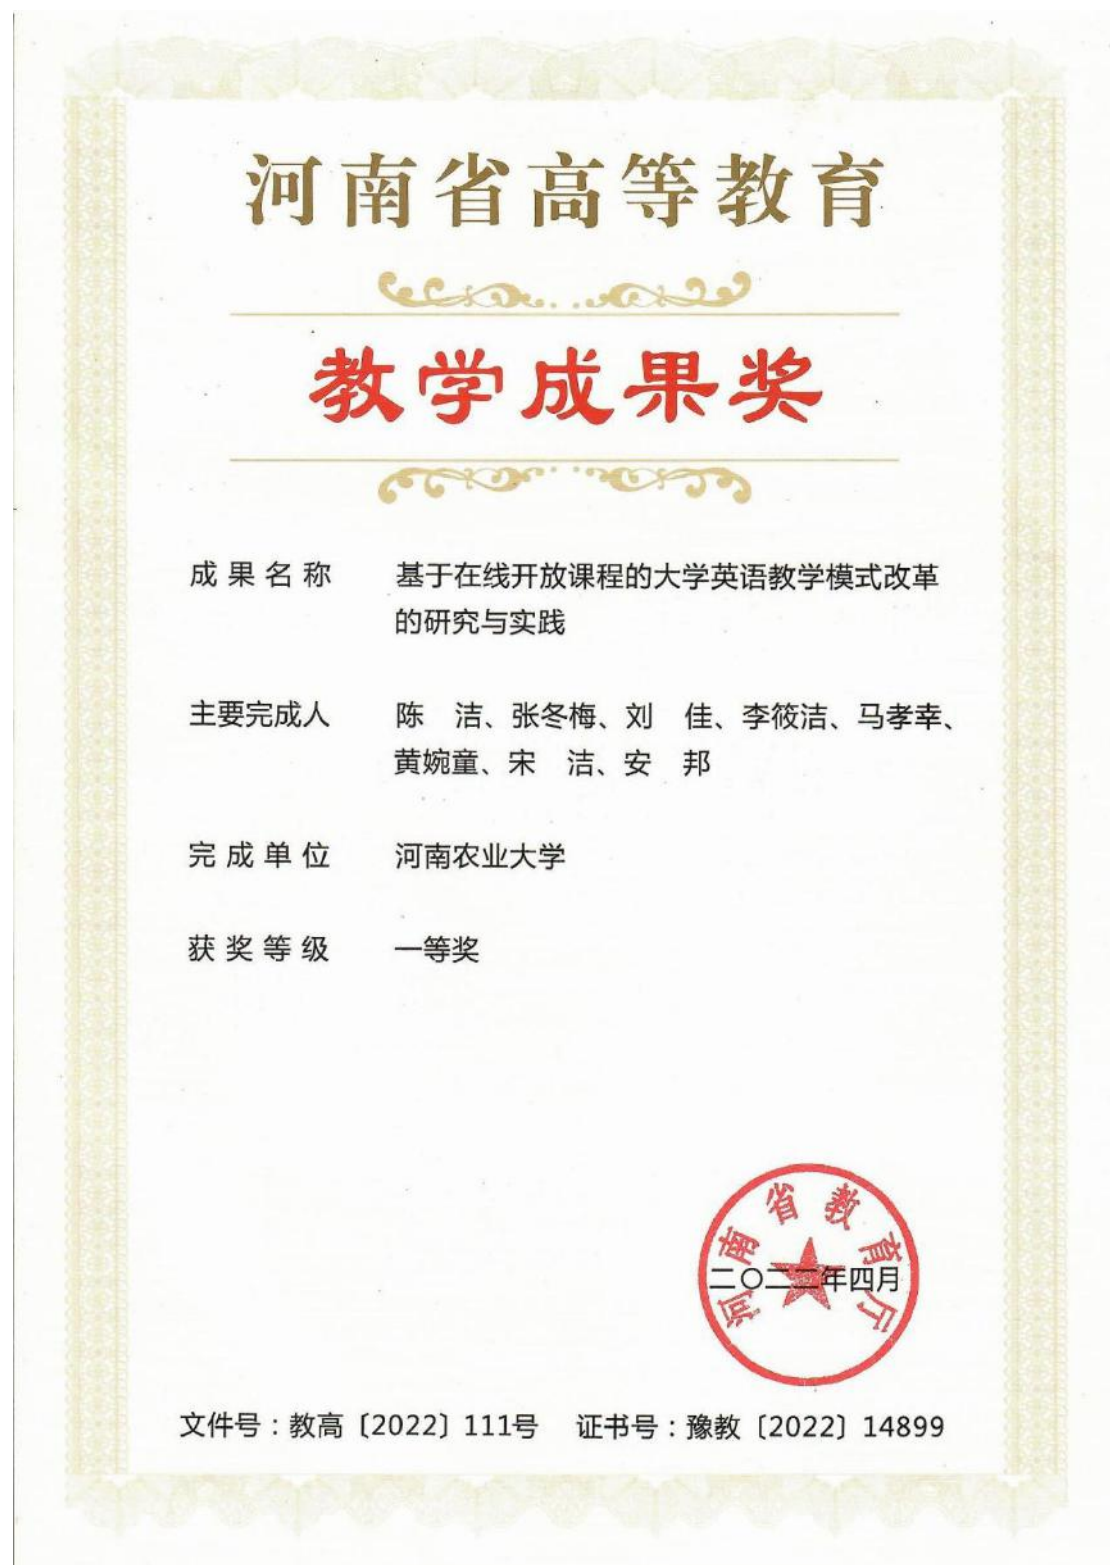 河南省高等教育
教学成果奖
成果名称 基于在线开放课程的大学英语教学模式改革
的研究与实践
主要完成人 陈　洁、张冬梅、刘　佳、李筱洁、马孝幸、
黄婉童、宋　洁、安　邦
完成单位 河南农业大学
获奖等级 一等奖
河南省教育厅
二〇二二年四月
文件号：教高〔2022〕111号 证书号：豫教〔2022〕14899